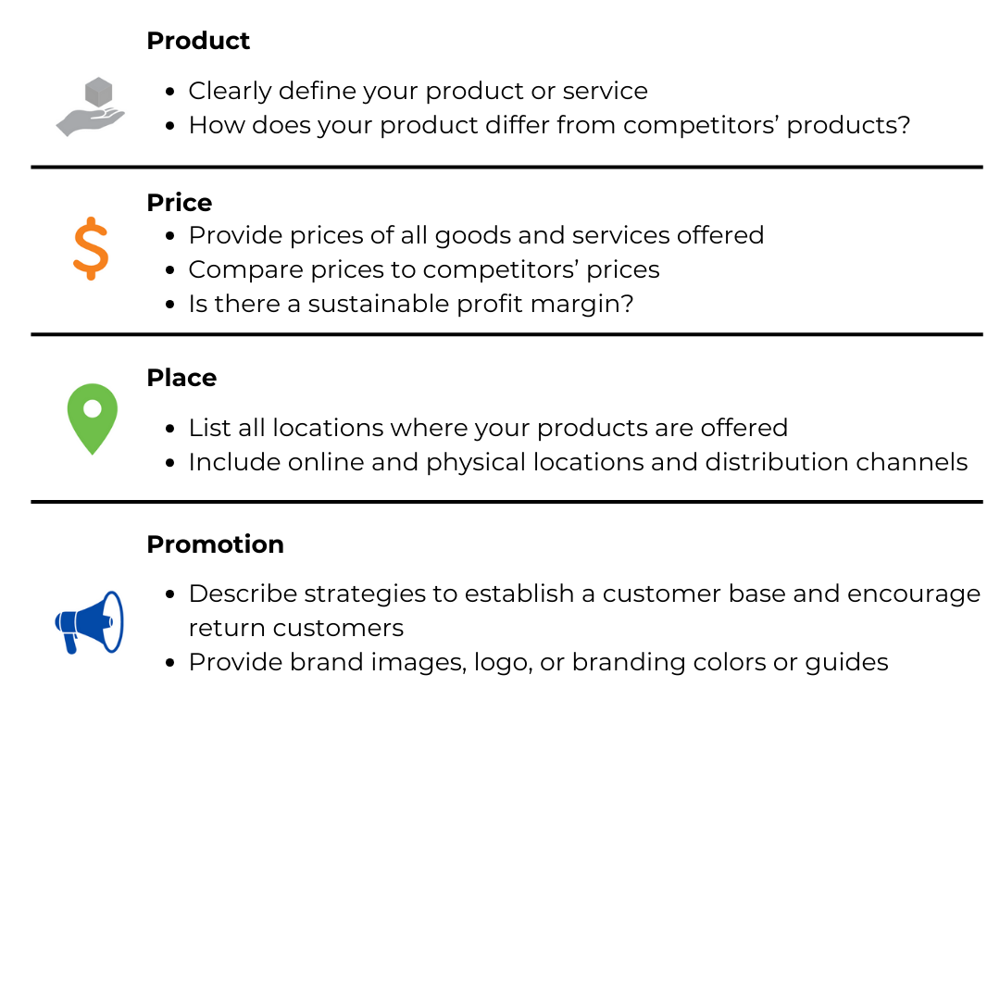 Product
• Clearly define your product or service
• How does your product differ from competitors’ products?
Price
• Provide prices of all goods and services offered
• Compare prices to competitors’ prices
• Is there a sustainable profit margin?
Place
• List all locations where your products are offered
• Include online and physical locations and distribution channels
Promotion
• Describe strategies to establish a customer base and encourage
return customers
• Provide brand images, logo, or branding colors or guides